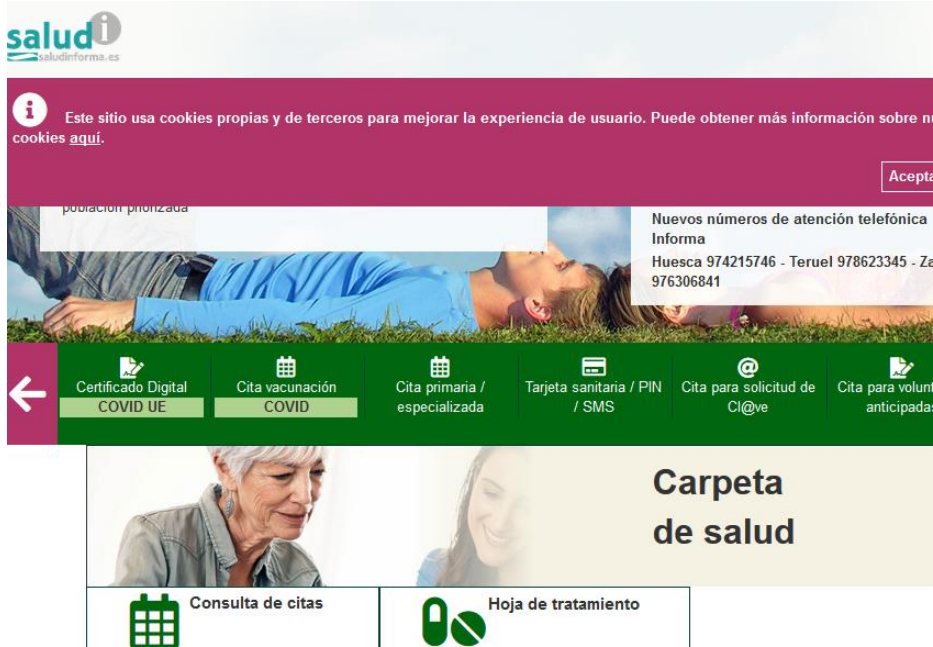 salud i
saludinforma.es
Este sitio usa cookies propias y de terceros para mejorar la experiencia de usuario. Puede obtener más información sobre nu
cookies aquí.
Acepta
población priorizada
Nuevos números de atención telefónica
Informa
Huesca 974215746 - Teruel 978623345 - Za
976306841
Certificado Digital
COVID UE
Cita vacunación
COVID
Cita primaria /
especializada
Tarjeta sanitaria / PIN
/ SMS
@
Cita para solicitud de
Cl@ve
Cita para volunt
anticipadas
Carpeta
de salud
Consulta de citas
Hoja de tratamiento